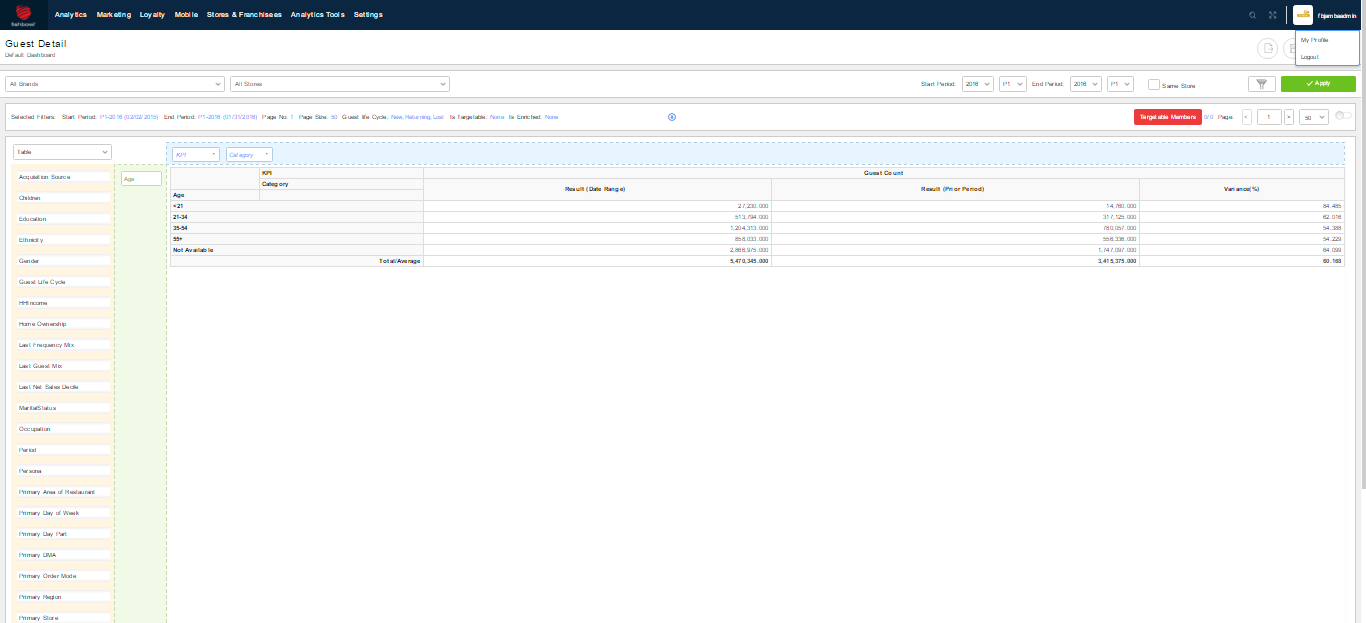 fishbowl
Analytics Marketing Loyalty Mobile Stores & Franchisees Analytics Tools Settings
fbjambaadmin
My Profile
Logout
Guest Detail
Default Dashboard
All Brands
All Stores
Start Period: 2016 P1 End Period: 2016 P1 Same Store Apply
Selected Filters: Start Period: P1-2016 (02/02/2015) End Period: P1-2016 (01/31/2016) Page No: 1 Page Size: 50 Guest life Cycle: New, Returning, Lost Is Targetable: None Is Enriched: None
Targetable Members 0/0 Page: < 1 > 50
Table
KPI Category
Acquisition Source
Children
Education
Ethnicity
Gender
Guest Life Cycle
HHIncome
Home Ownership
Last Frequency Mix
Last Guest Mix
Last Net Sales Decile
MaritalStatus
Occupation
Period
Persona
Primary Area of Restaurant
Primary Day of Week
Primary Day Part
Primary DMA
Primary Order Mode
Primary Region
Primary Store
Age
KPI Guest Count
Category Result (Date Range) Result (Prior Period) Variance(%)
Age
<21 27,230.000 14,760.000 84.485
21-34 513,794.000 317,125.000 62.016
35-54 1,204,313.000 780,057.000 54.388
55+ 858,033.000 556,336.000 54.229
Not Available 2,866,975.000 1,747,097.000 64.099
Total/Average 5,470,345.000 3,415,375.000 60.168